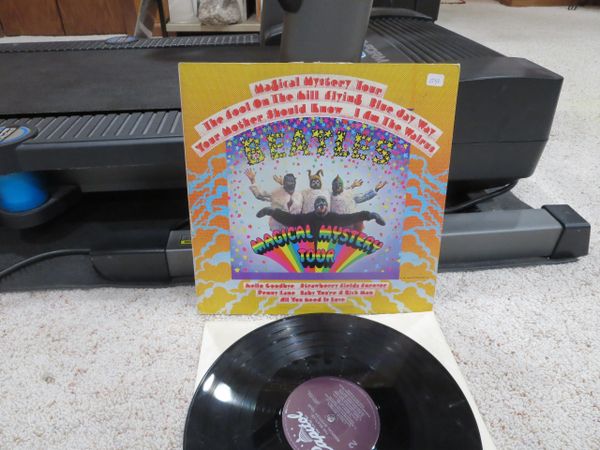 Magical Mystery Tour
The Fool On The Hill Flying Blue Jay Way
Your Mother Should Know I Am The Walrus
BEATLES
MAGICAL MYSTERY
TOUR
Hello Goodbye Strawberry Fields Forever
Penny Lane Baby You're A Rich Man
All You Need Is Love
Capitol
2